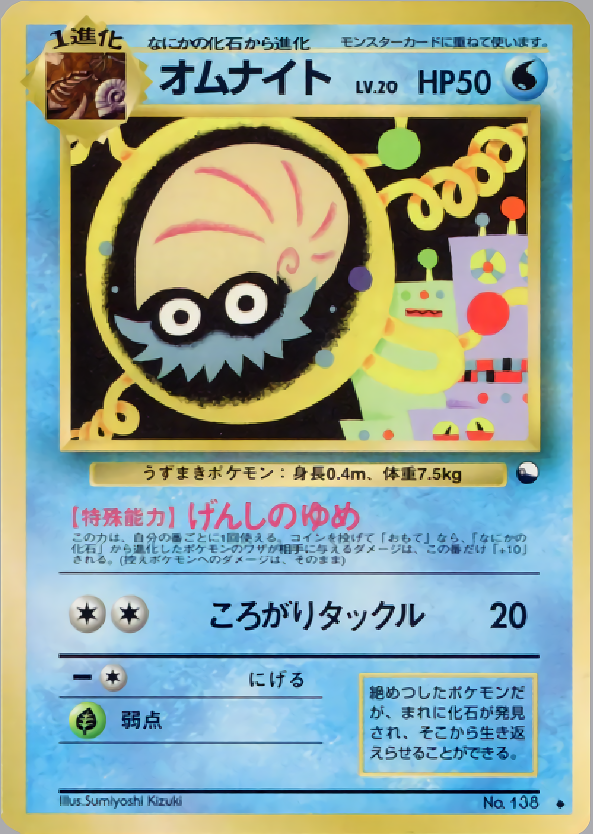 1進化
なにかの化石から進化
モンスターカードに重ねて使います。
オムナイト LV.20 HP50
うずまきポケモン：身長0.4m、体重7.5kg
【特殊能力】げんしのゆめ
この力は、自分の番ごとに1回使える。コインを投げて「おもて」なら、「なにかの
化石」から進化したポケモンのワザが相手に与えるダメージは、この番だけ「+10」
される。(控えポケモンへのダメージは、そのまま)
ころがりタックル 20
ー にげる
弱点
絶めつしたポケモンだ
が、まれに化石が発見
され、そこから生き返
えらせることができる。
Illus.Sumiyoshi Kizuki
No. 138